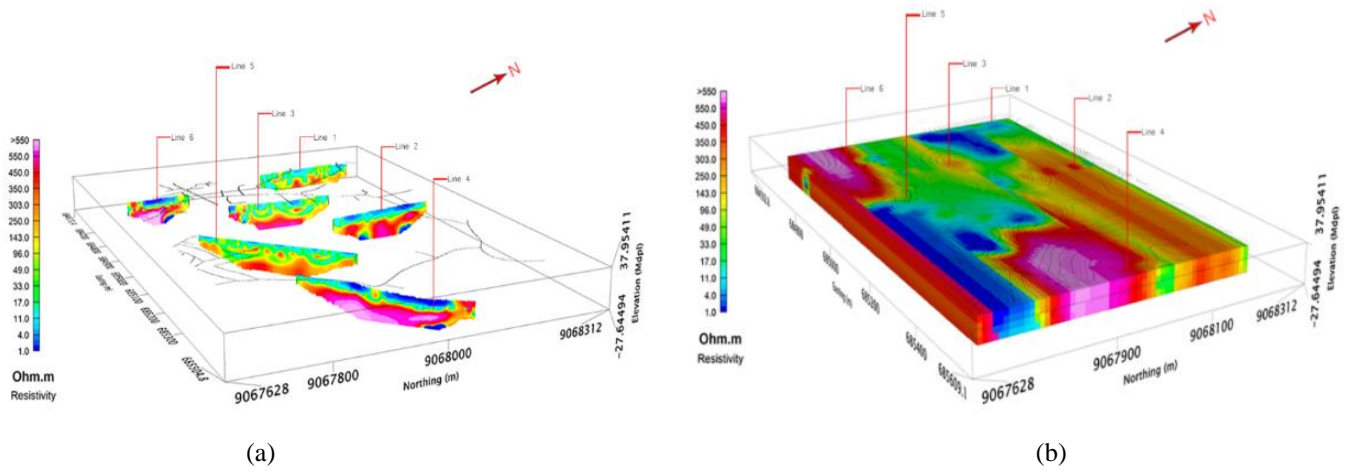 N
Line 5
Line 3
Line 6
Line 1
Line 2
Line 4
>550
550.0
450.0
350.0
303.0
250.0
143.0
96.0
49.0
33.0
17.0
11.0
4.0
1.0
Ohm.m
Resistivity
37.95411
Elevation (Mdpl)
-27.64494
9068312
9068000
Northing (m)
9067800
9067628
(a)
N
Line 5
Line 3
Line 6
Line 1
Line 2
Line 4
>550
550.0
450.0
350.0
303.0
250.0
143.0
96.0
49.0
33.0
17.0
11.0
4.0
1.0
Ohm.m
Resistivity
37.95411
Elevation (Mdpl)
-27.64494
685200
685400
685609.1
9068312
9068100
9067900
Northing (m)
9067628
(b)